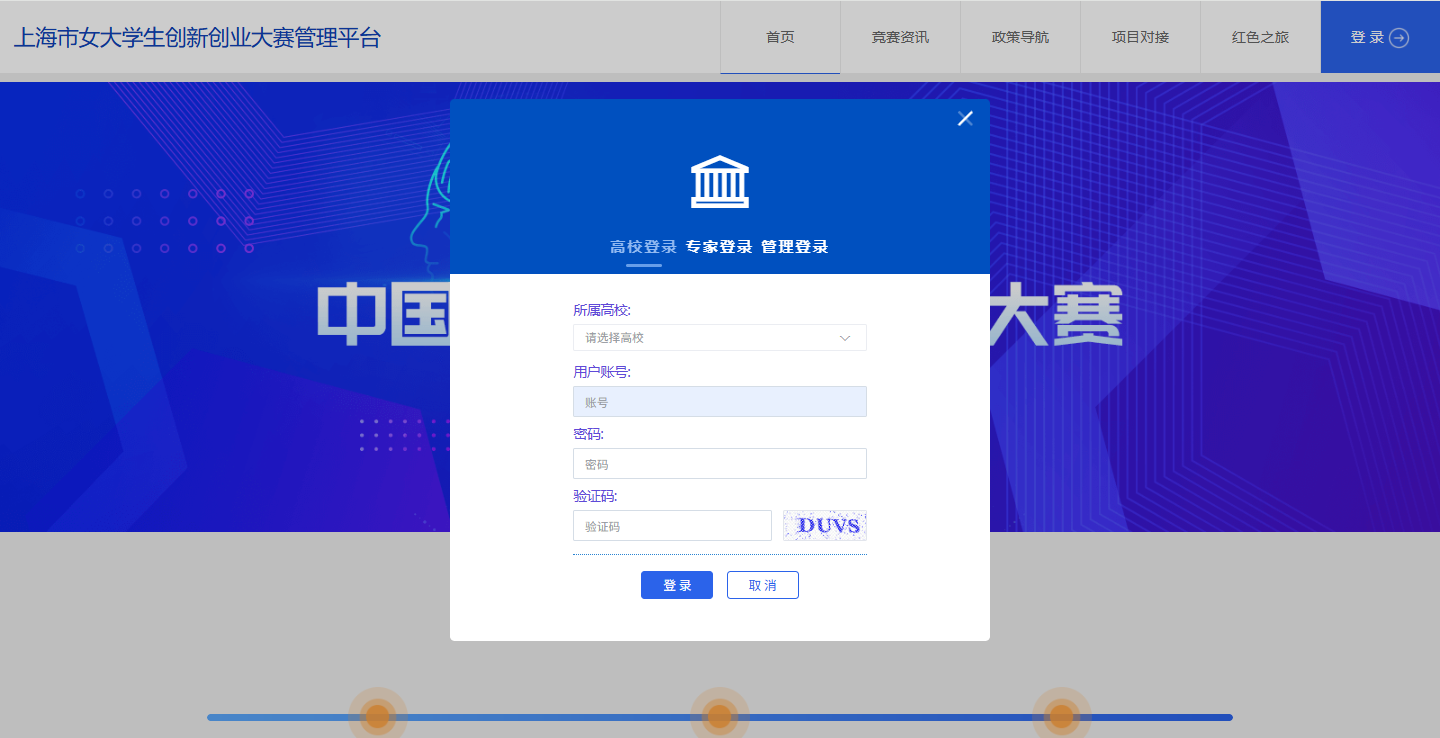 上海市女大学生创新创业大赛管理平台
首页
竞赛资讯
政策导航
项目对接
红色之旅
登 录
高校登录 专家登录 管理登录
中国
大赛
所属高校:
请选择高校
用户账号:
账号
密码:
密码
验证码:
验证码
DUVS
登 录
取 消